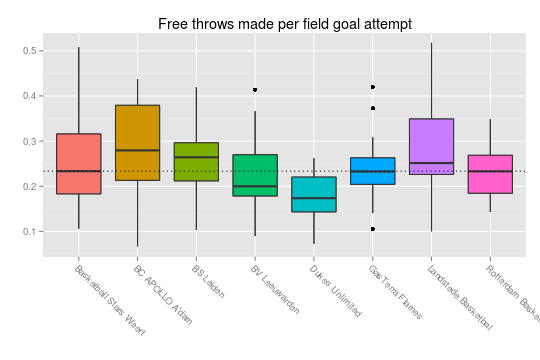 Free throws made per field goal attempt
0.5
0.4
0.3
0.2
0.1
Basketball Stars Weert
BC APOLLO A'dam
BS Leiden
BV Leeuwarden
Dukes Unlimited
GasTerra Flames
Landstede Basketbal
Rotterdam Basket